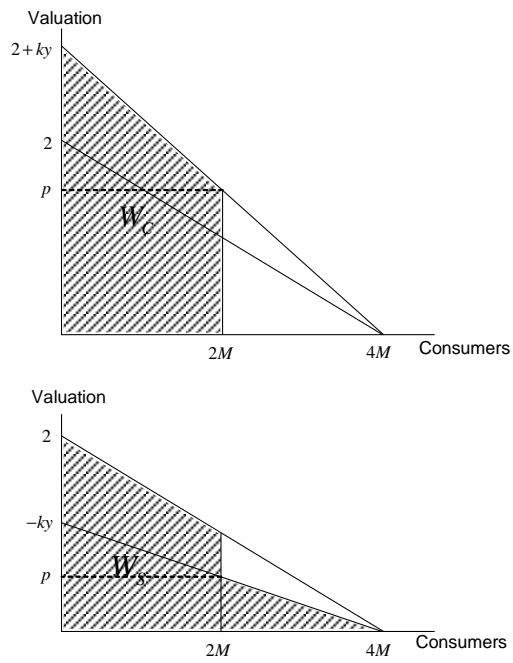 Valuation
2 + ky
2
p
W_C
2M
4M
Consumers
Valuation
2
−ky
p
W_S
2M
4M
Consumers